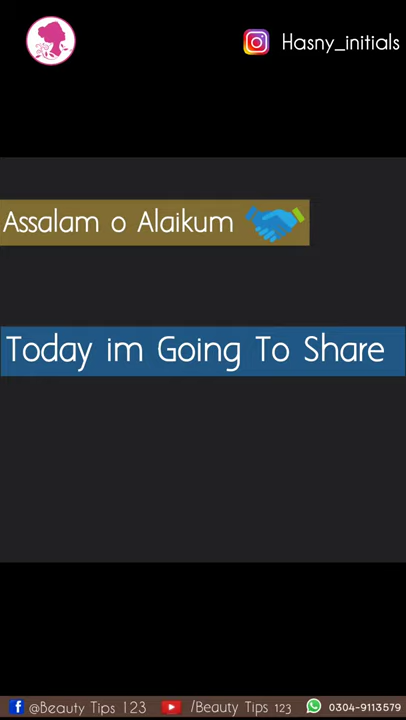 Hasny_initials
Assalam o Alaikum
Today im Going To Share
@Beauty Tips 123 /Beauty Tips 123 0304-9113579